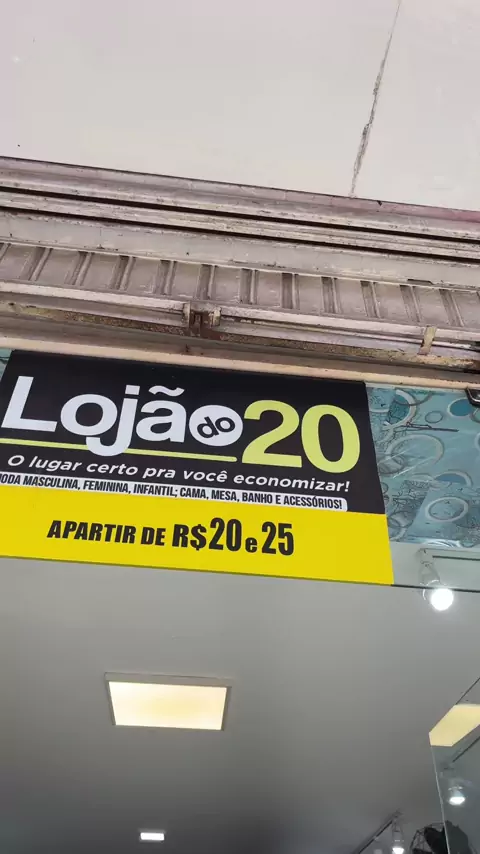 Lojão do 20
O lugar certo pra você economizar!
MODA MASCULINA, FEMININA, INFANTIL; CAMA, MESA, BANHO E ACESSÓRIOS!
APARTIR DE R$20 e 25